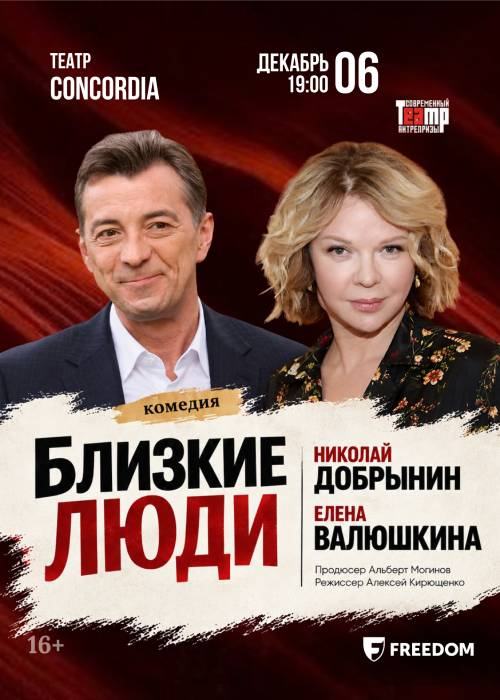 ТЕАТР
CONCORDIA
ДЕКАБРЬ 06
19:00
СОВРЕМЕННЫЙ
Театр
АНТРЕПРИЗЫ
комедия
БЛИЗКИЕ
ЛЮДИ
НИКОЛАЙ
ДОБРЫНИН
ЕЛЕНА
ВАЛЮШКИНА
Продюсер Альберт Могинов
Режиссер Алексей Кирющенко
16+
FREEDOM